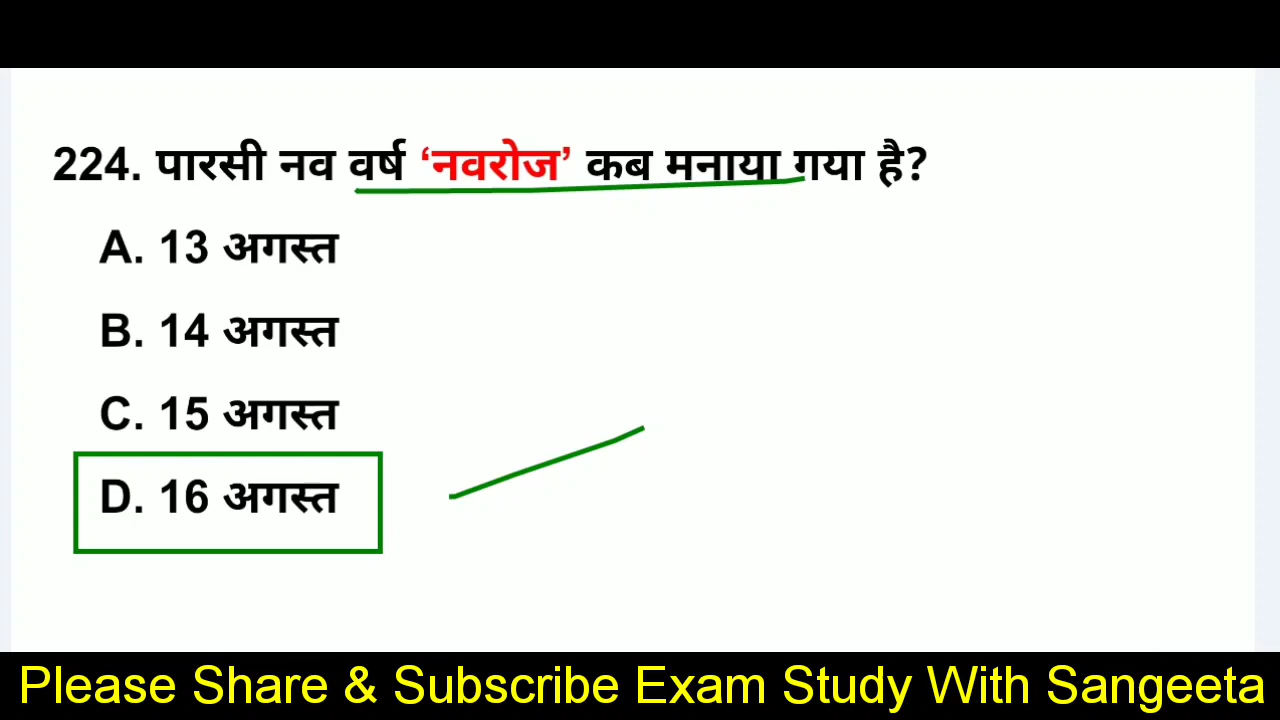 224. पारसी नव वर्ष ‘नवरोज’ कब मनाया गया है?
A. 13 अगस्त
B. 14 अगस्त
C. 15 अगस्त
D. 16 अगस्त
Please Share & Subscribe Exam Study With Sangeeta